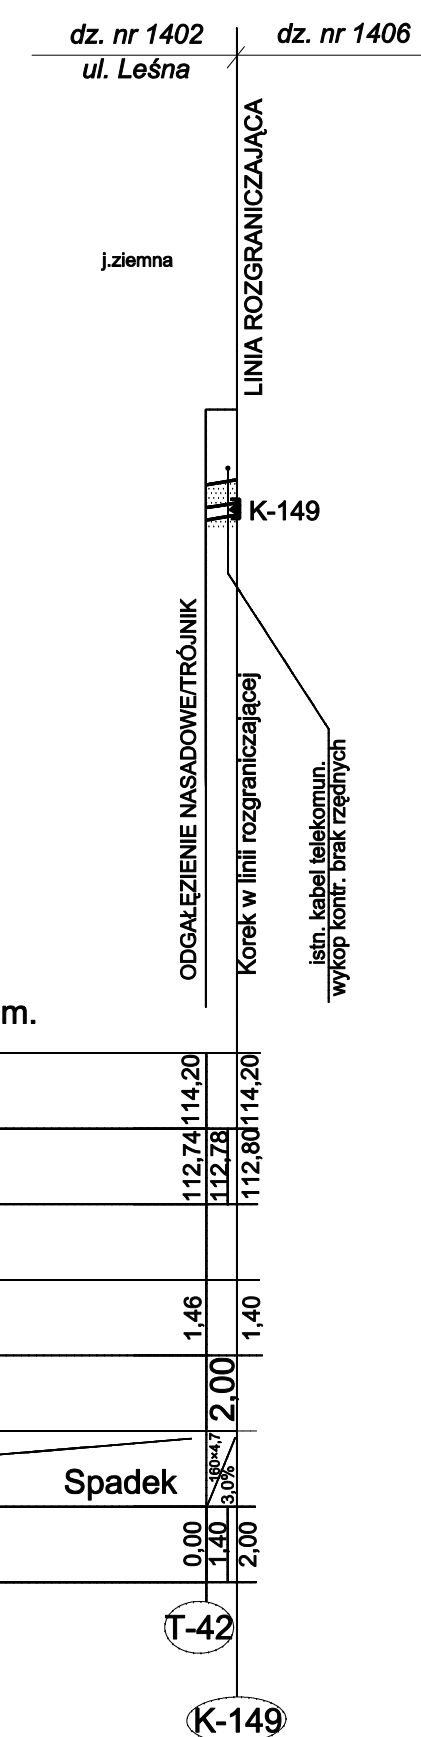 dz. nr 1402
dz. nr 1406
ul. Leśna
LINIA ROZGRANICZAJĄCA
j.ziemna
K-149
ODGAŁĘZIENIE NASADOWE/TRÓJNIK
Korek w linii rozgraniczającej
istn. kabel telekomun.
wykop kontr. brak rzędnych
m.
114,20
114,20
112,74
112,78
112,80
1,46
1,40
2,00
Spadek
160×4,7
3,0%
0,00
1,40
2,00
T-42
K-149